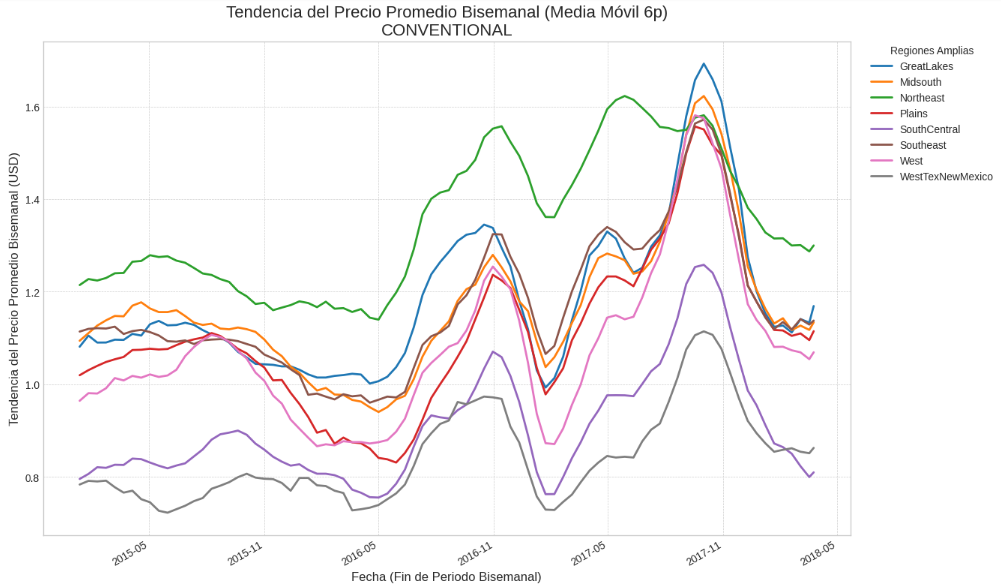 Tendencia del Precio Promedio Bisemanal (Media Móvil 6p)
CONVENTIONAL
Regiones Amplias
GreatLakes
Midsouth
Northeast
Plains
SouthCentral
Southeast
West
WestTexNewMexico
Tendencia del Precio Promedio Bisemanal (USD)
1.6
1.4
1.2
1.0
0.8
2015-05
2015-11
2016-05
2016-11
2017-05
2017-11
2018-05
Fecha (Fin de Periodo Bisemanal)